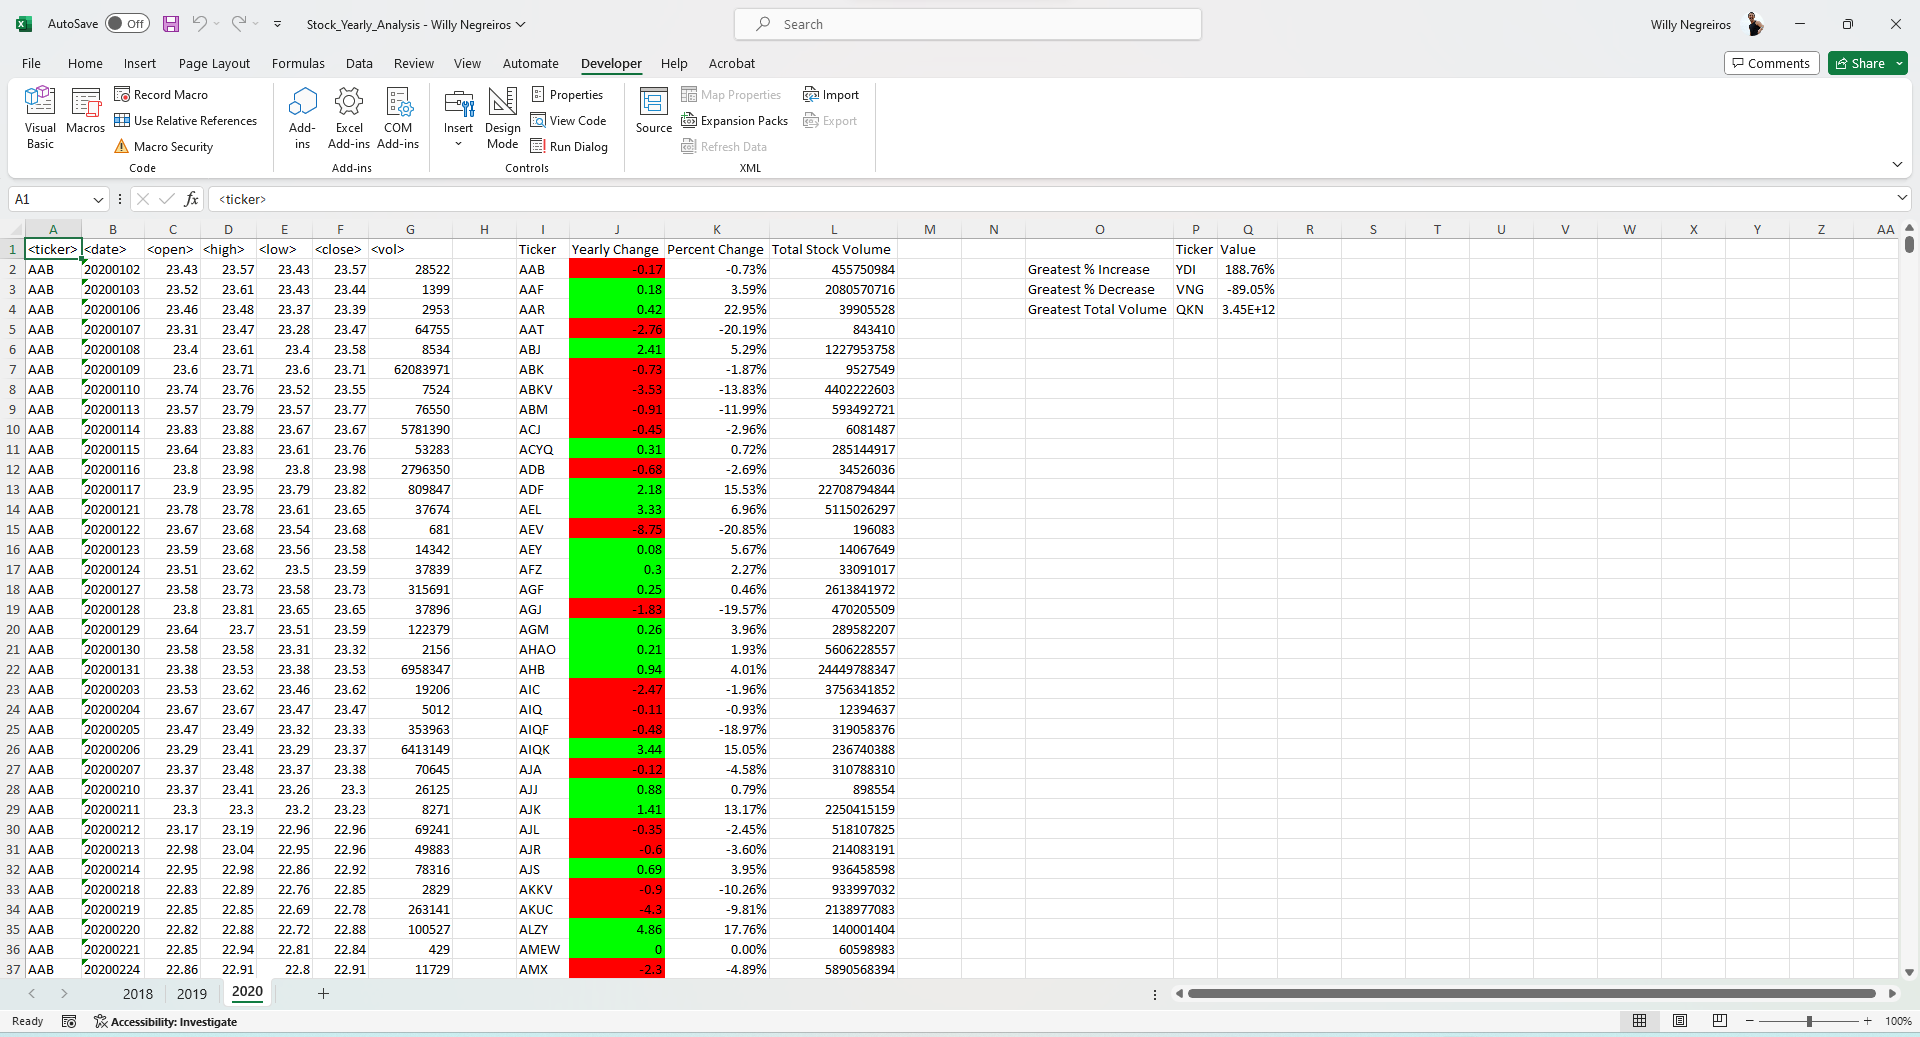 AutoSave Off Stock_Yearly_Analysis - Willy Negreiros Search Willy Negreiros
File Home Insert Page Layout Formulas Data Review View Automate Developer Help Acrobat Comments Share
Visual Basic Macros Record Macro Use Relative References Macro Security Code
Add-ins Excel Add-ins COM Add-ins Add-ins
Insert Design Mode Properties View Code Run Dialog Controls
Source Map Properties Expansion Packs Refresh Data Import Export XML
A1 fx <ticker>
A B C D E F G H I J K L M N O P Q R S T U V W X Y Z AA
1 <ticker> <date> <open> <high> <low> <close> <vol> Ticker Yearly Change Percent Change Total Stock Volume Ticker Value
2 AAB 20200102 23.43 23.57 23.43 23.57 28522 AAB -0.17 -0.73% 455750984 Greatest % Increase YDI 188.76%
3 AAB 20200103 23.52 23.61 23.43 23.44 1399 AAF 0.18 3.59% 2080570716 Greatest % Decrease VNG -89.05%
4 AAB 20200106 23.46 23.48 23.37 23.39 2953 AAR 0.42 22.95% 39905528 Greatest Total Volume QKN 3.45E+12
5 AAB 20200107 23.31 23.47 23.28 23.47 64755 AAT -2.76 -20.19% 843410
6 AAB 20200108 23.4 23.61 23.4 23.58 8534 ABJ 2.41 5.29% 1227953758
7 AAB 20200109 23.6 23.71 23.6 23.71 62083971 ABK -0.73 -1.87% 9527549
8 AAB 20200110 23.74 23.76 23.52 23.55 7524 ABKV -3.53 -13.83% 4402222603
9 AAB 20200113 23.57 23.79 23.57 23.77 76550 ABM -0.91 -11.99% 593492721
10 AAB 20200114 23.83 23.88 23.67 23.67 5781390 ACJ -0.45 -2.96% 6081487
11 AAB 20200115 23.64 23.83 23.61 23.76 53283 ACYQ 0.31 0.72% 285144917
12 AAB 20200116 23.8 23.98 23.8 23.98 2796350 ADB -0.68 -2.69% 34526036
13 AAB 20200117 23.9 23.95 23.79 23.82 809847 ADF 2.18 15.53% 22708794844
14 AAB 20200121 23.78 23.78 23.61 23.65 37674 AEL 3.33 6.96% 5115026297
15 AAB 20200122 23.67 23.68 23.54 23.68 681 AEV -8.75 -20.85% 196083
16 AAB 20200123 23.59 23.68 23.56 23.58 14342 AEY 0.08 5.67% 14067649
17 AAB 20200124 23.51 23.62 23.5 23.59 37839 AFZ 0.3 2.27% 33091017
18 AAB 20200127 23.58 23.73 23.58 23.73 315691 AGF 0.25 0.46% 2613841972
19 AAB 20200128 23.8 23.81 23.65 23.65 37896 AGJ -1.83 -19.57% 470205509
20 AAB 20200129 23.64 23.7 23.51 23.59 122379 AGM 0.26 3.96% 289582207
21 AAB 20200130 23.58 23.58 23.31 23.32 2156 AHAO 0.21 1.93% 5606228557
22 AAB 20200131 23.38 23.53 23.38 23.53 6958347 AHB 0.94 4.01% 24449788347
23 AAB 20200203 23.53 23.62 23.46 23.62 19206 AIC -2.47 -1.96% 3756341852
24 AAB 20200204 23.67 23.67 23.47 23.47 5012 AIQ -0.11 -0.93% 12394637
25 AAB 20200205 23.47 23.49 23.32 23.33 353963 AIQF -0.48 -18.97% 319058376
26 AAB 20200206 23.29 23.41 23.29 23.37 6413149 AIQK 3.44 15.05% 236740388
27 AAB 20200207 23.37 23.48 23.37 23.38 70645 AJA -0.12 -4.58% 310788310
28 AAB 20200210 23.37 23.41 23.26 23.3 26125 AJJ 0.88 0.79% 898554
29 AAB 20200211 23.3 23.3 23.2 23.23 8271 AJK 1.41 13.17% 2250415159
30 AAB 20200212 23.17 23.19 22.96 22.96 69241 AJL -0.35 -2.45% 518107825
31 AAB 20200213 22.98 23.04 22.95 22.96 49883 AJR -0.6 -3.60% 214083191
32 AAB 20200214 22.95 22.98 22.86 22.92 78316 AJS 0.69 3.95% 936458598
33 AAB 20200218 22.83 22.89 22.76 22.85 2829 AKKV -0.9 -10.26% 933997032
34 AAB 20200219 22.85 22.85 22.69 22.78 263141 AKUC -4.3 -9.81% 2138977083
35 AAB 20200220 22.82 22.88 22.72 22.88 100527 ALZY 4.86 17.76% 140001404
36 AAB 20200221 22.85 22.94 22.81 22.84 429 AMEW 0 0.00% 60598983
37 AAB 20200224 22.86 22.91 22.8 22.91 11729 AMX -2.3 -4.89% 5890568394
2018 2019 2020
Ready Accessibility: Investigate 100%